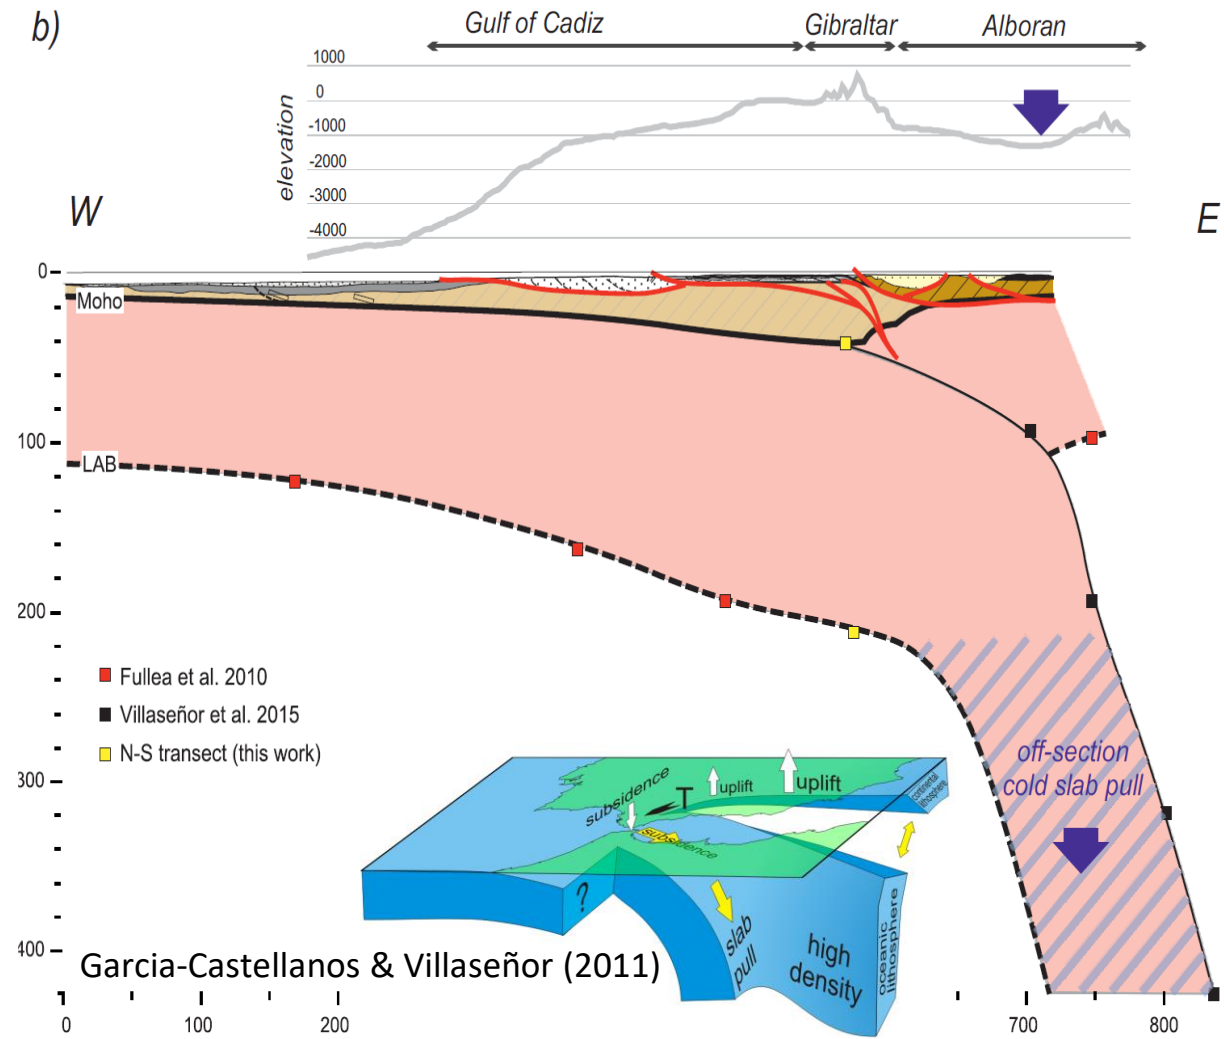 b)
Gulf of Cadiz
Gibraltar
Alboran
1000
0
-1000
-2000
-3000
-4000
elevation
W
E
0
Moho
100
LAB
200
Fullea et al. 2010
Villaseñor et al. 2015
N-S transect (this work)
300
off-section
cold slab pull
subsidence
T
uplift
uplift
continental
lithosphere
subsidence
?
slab
pull
high
density
oceanic
lithosphere
400
Garcia-Castellanos & Villaseñor (2011)
0
100
200
700
800